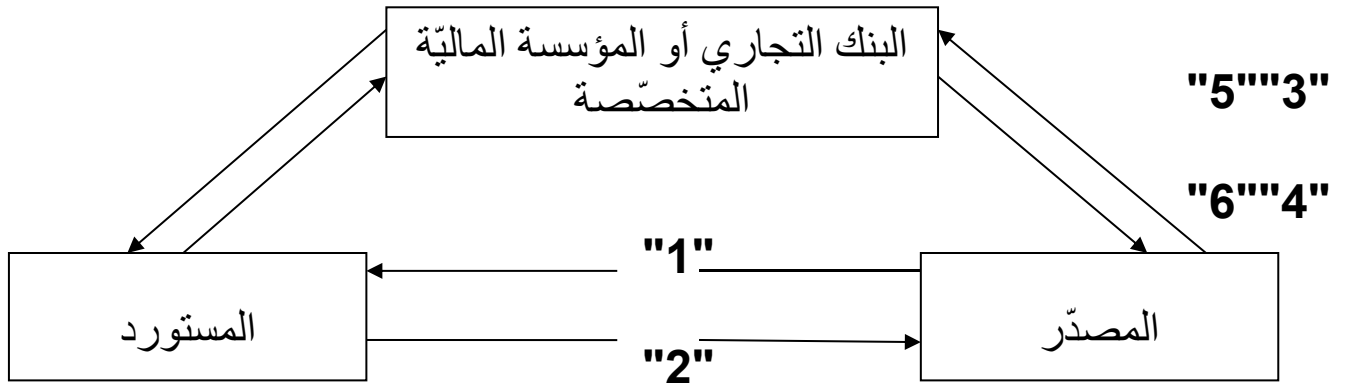 البنك التجاري أو المؤسسة الماليّة
المتخصّصة
"5""3"
"6""4"
"1"
المصدّر
المستورد
"2"